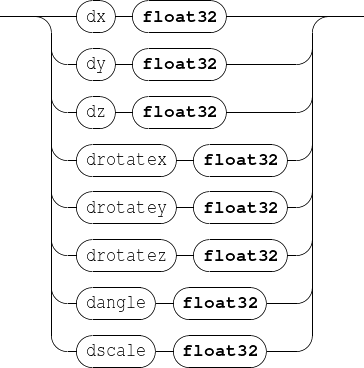 dx float32
dy float32
dz float32
drotatex float32
drotatey float32
drotatez float32
dangle float32
dscale float32